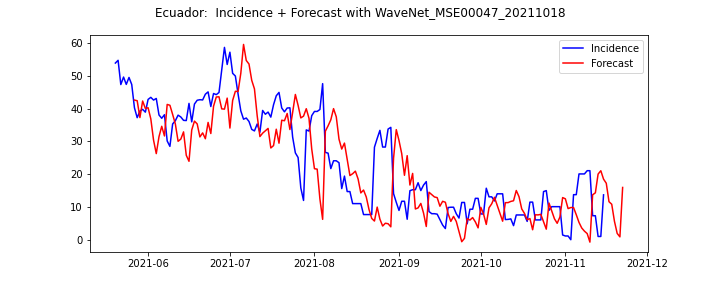 Ecuador:  Incidence + Forecast with WaveNet_MSE00047_20211018
Incidence
Forecast
60
50
40
30
20
10
0
2021-06 2021-07 2021-08 2021-09 2021-10 2021-11 2021-12